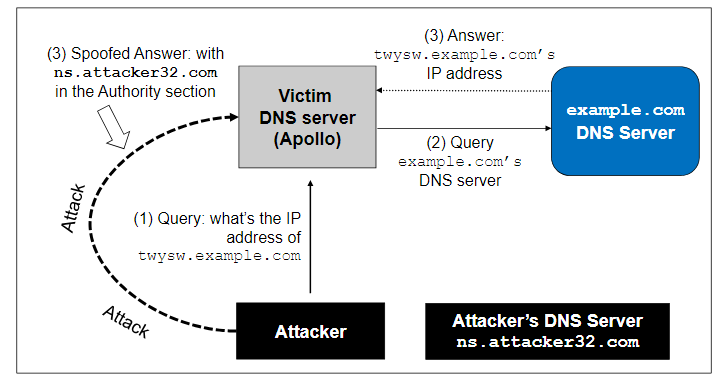 (3) Spoofed Answer: with
ns.attacker32.com
in the Authority section
Victim
DNS server
(Apollo)
(3) Answer:
twysw.example.com’s
IP address
example.com
DNS Server
(2) Query
example.com’s
DNS server
Attack
(1) Query: what’s the IP
address of
twysw.example.com
Attack
Attacker
Attacker’s DNS Server
ns.attacker32.com